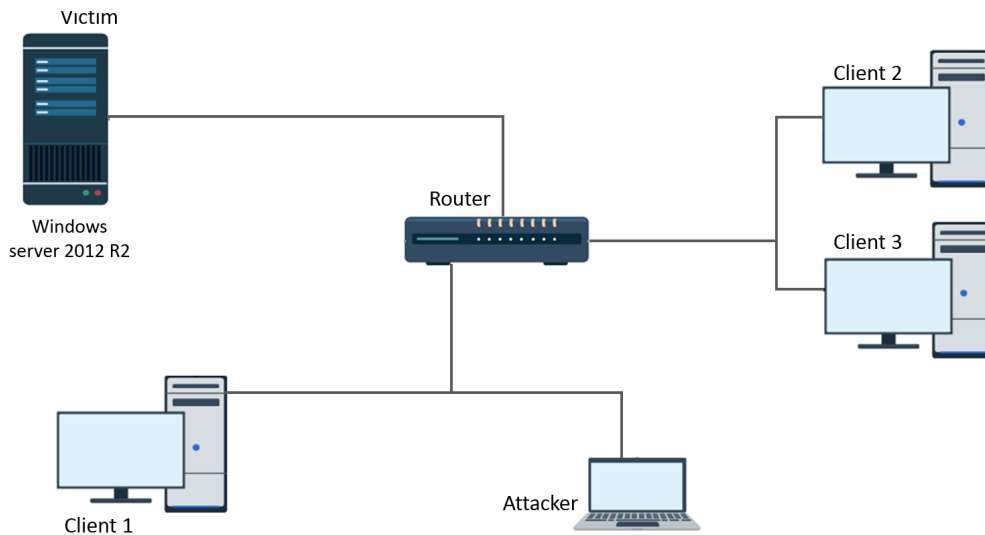 Victim
Client 2
Router
Windows
server 2012 R2
Client 3
Attacker
Client 1